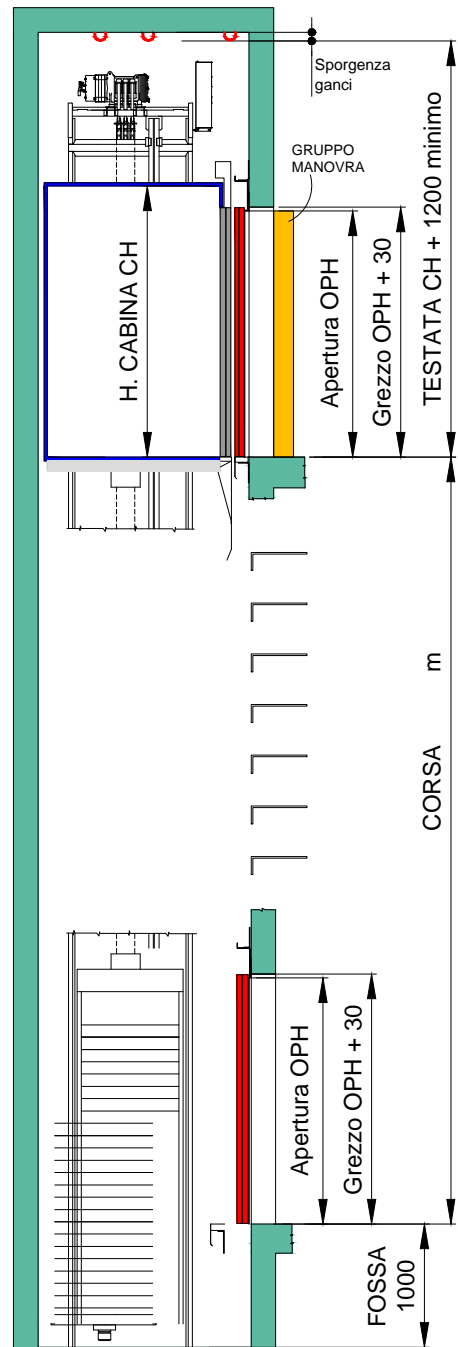 Sporgenza
ganci
GRUPPO
MANOVRA
H. CABINA CH
Apertura OPH
Grezzo OPH + 30
TESTATA CH + 1200 minimo
m
CORSA
Apertura OPH
Grezzo OPH + 30
FOSSA
1000